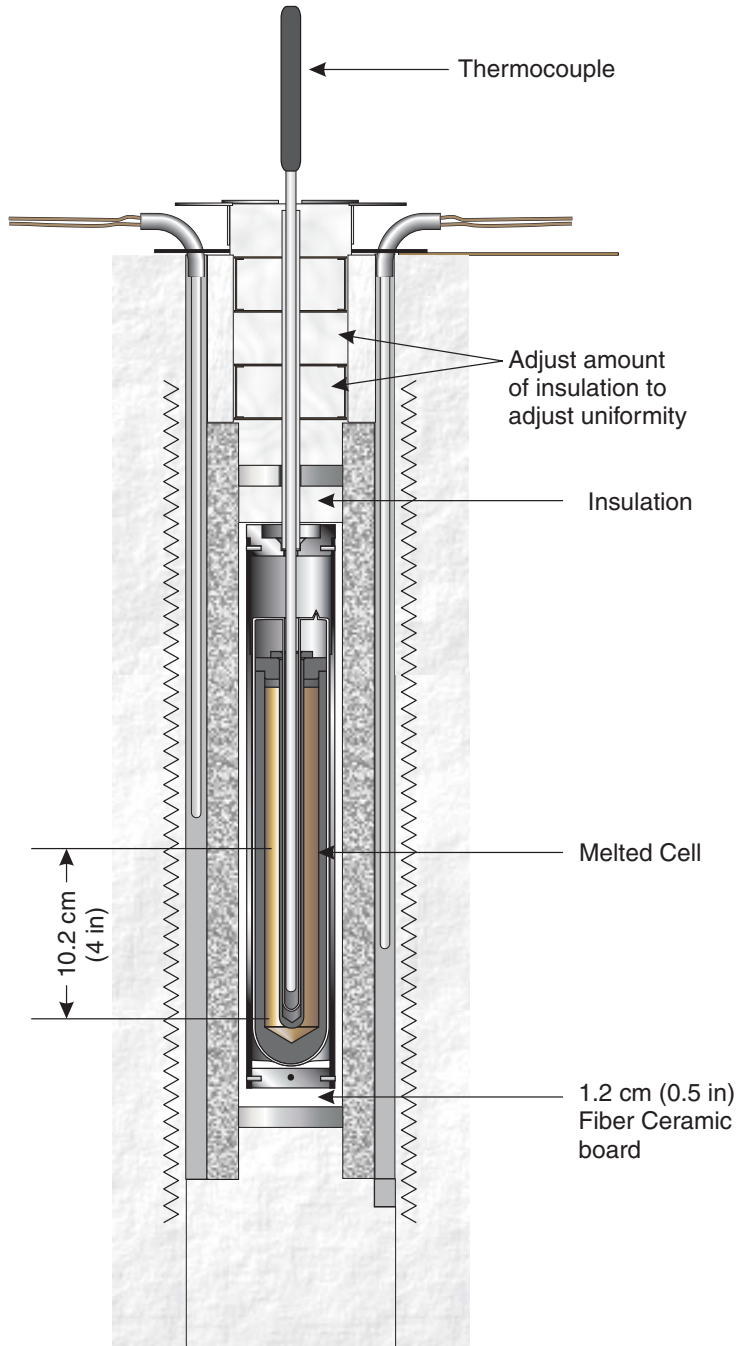 Thermocouple
Adjust amount
of insulation to
adjust uniformity
Insulation
Melted Cell
10.2 cm
(4 in)
1.2 cm (0.5 in)
Fiber Ceramic
board